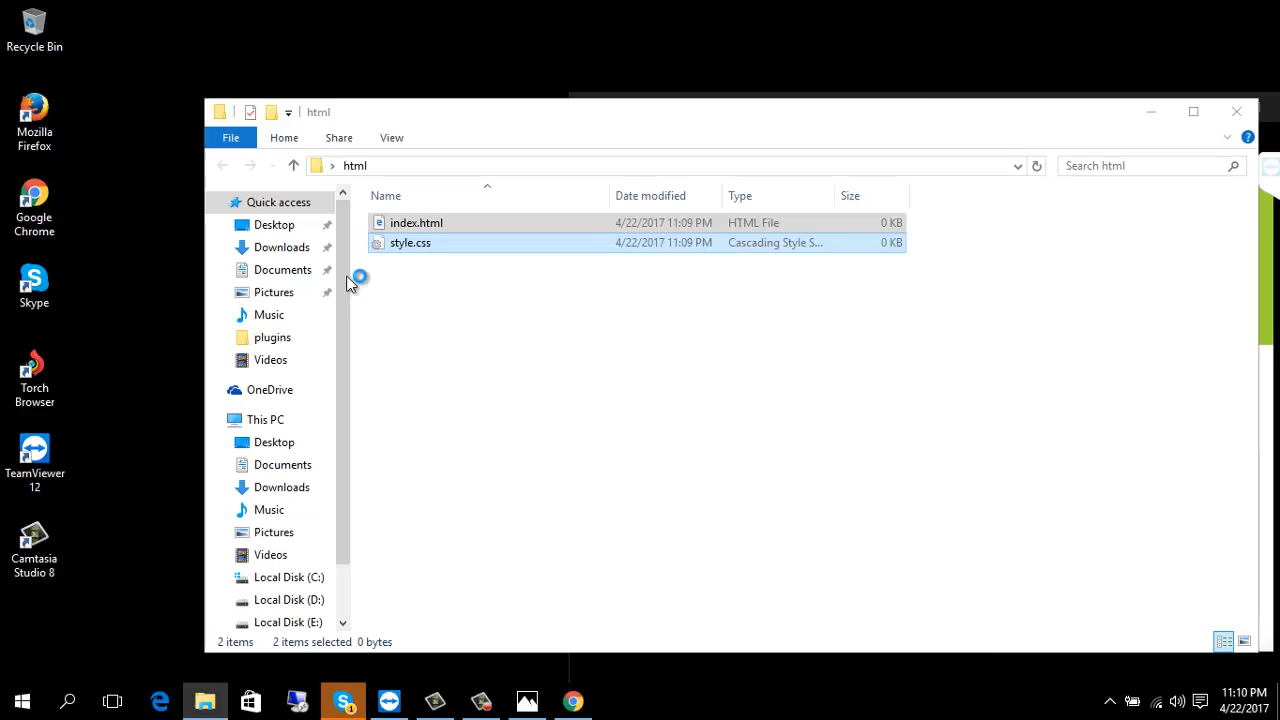 Recycle Bin
Mozilla
Firefox
Google
Chrome
Skype
Torch
Browser
TeamViewer
12
Camtasia
Studio 8
html
File Home Share View
html
Search html
Name Date modified Type Size
index.html 4/22/2017 11:09 PM HTML File 0 KB
style.css 4/22/2017 11:09 PM Cascading Style S... 0 KB
Quick access
Desktop
Downloads
Documents
Pictures
Music
plugins
Videos
OneDrive
This PC
Desktop
Documents
Downloads
Music
Pictures
Videos
Local Disk (C:)
Local Disk (D:)
Local Disk (E:)
2 items 2 items selected 0 bytes
1
11:10 PM
4/22/2017